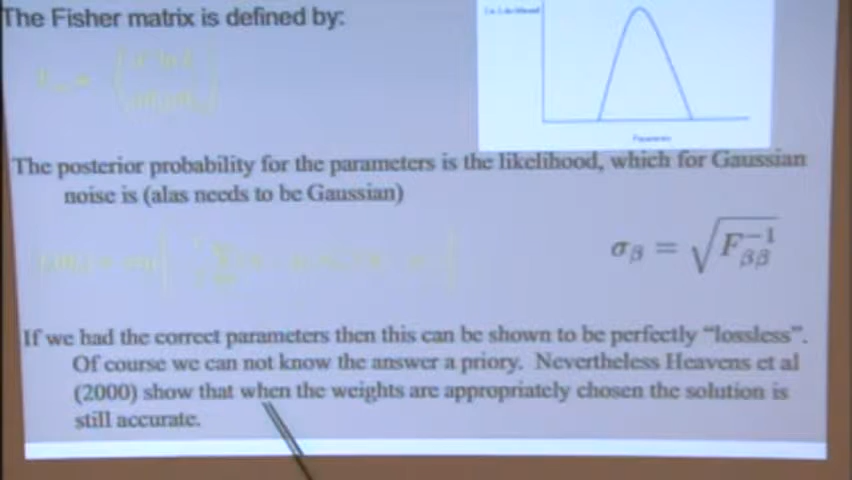 The Fisher matrix is defined by:
The posterior probability for the parameters is the likelihood, which for Gaussian
noise is (alas needs to be Gaussian)
σ_β = √(F_ββ^−1)
If we had the correct parameters then this can be shown to be perfectly “lossless”.
Of course we can not know the answer a priory. Nevertheless Heavens et al
(2000) show that when the weights are appropriately chosen the solution is
still accurate.